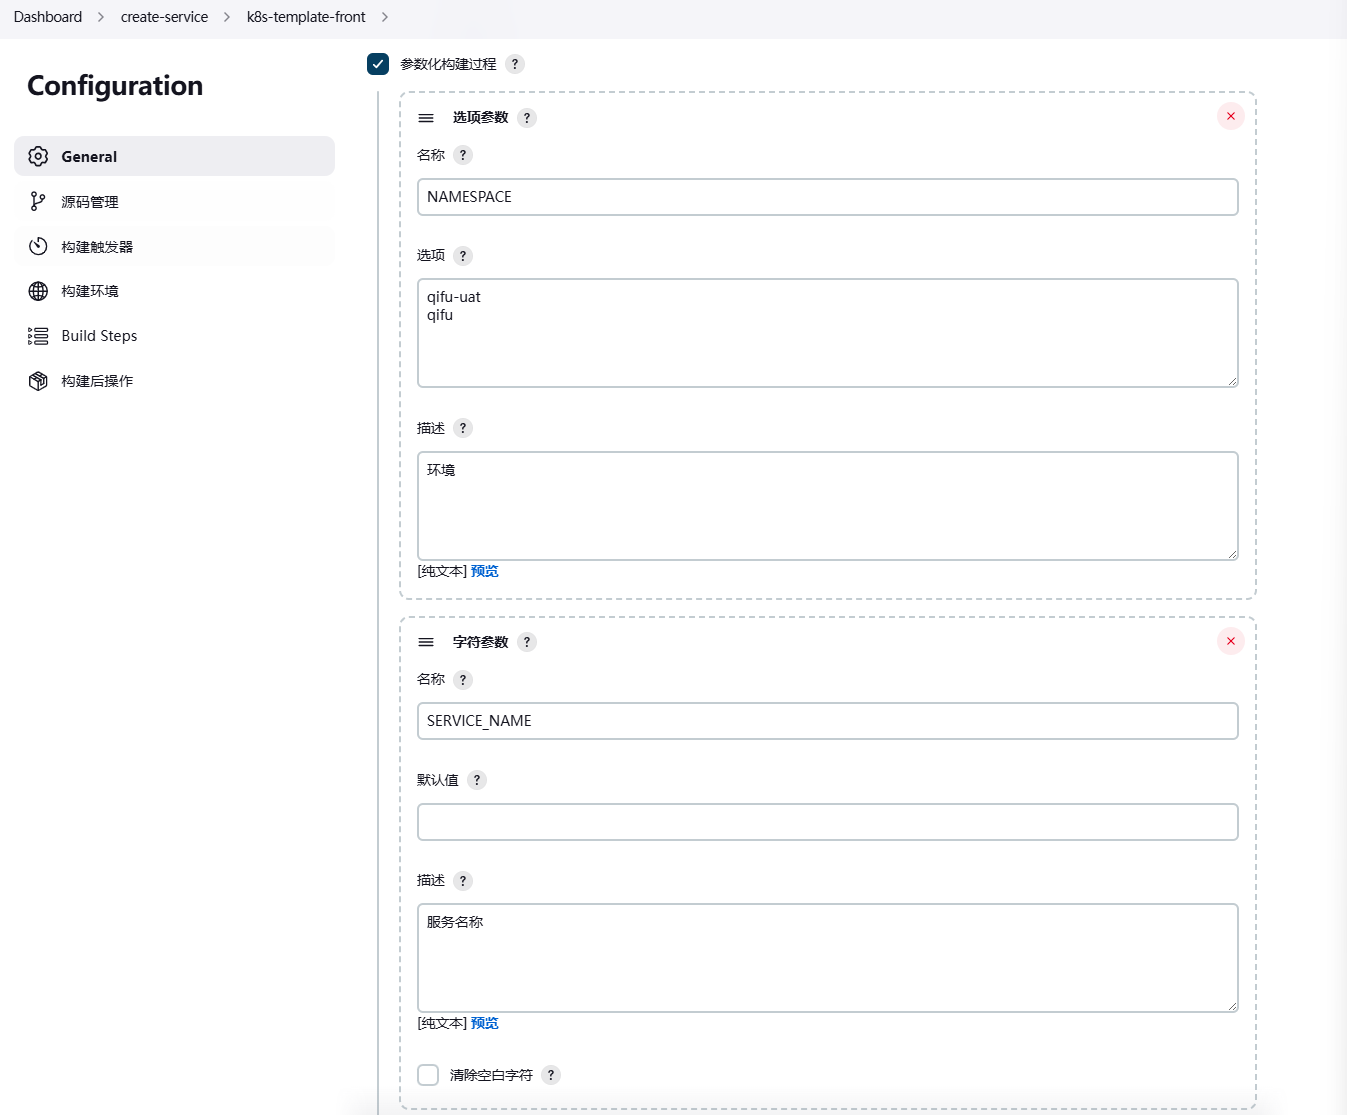 Dashboard > create-service > k8s-template-front >
Configuration
General
源码管理
构建触发器
构建环境
Build Steps
构建后操作
参数化构建过程 ?
选项参数 ?
名称 ?
NAMESPACE
选项 ?
qifu-uat
qifu
描述 ?
环境
[纯文本] 预览
字符参数 ?
名称 ?
SERVICE_NAME
默认值 ?
描述 ?
服务名称
[纯文本] 预览
清除空白字符 ?